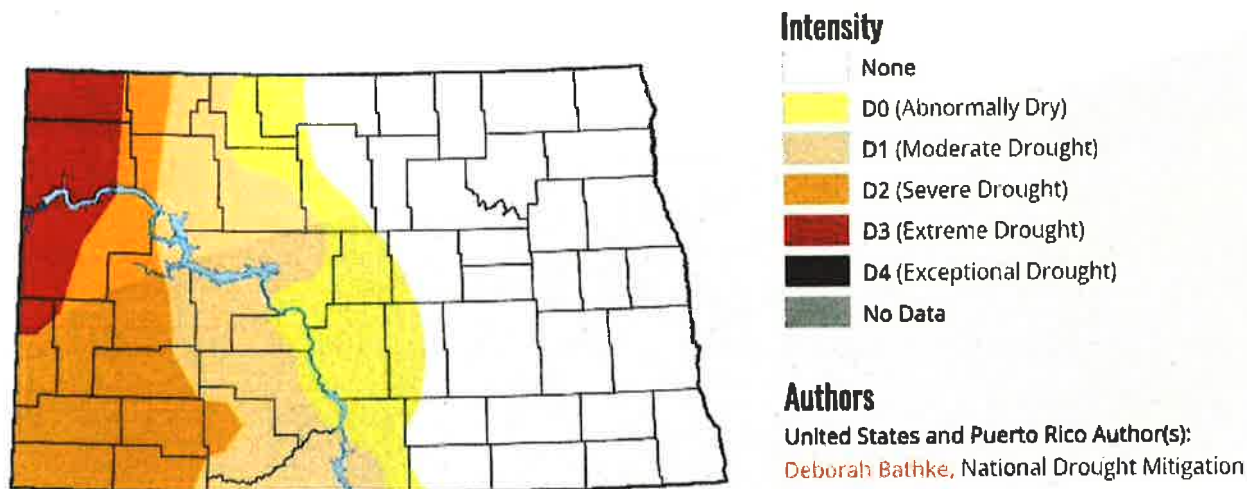 Intensity
None
D0 (Abnormally Dry)
D1 (Moderate Drought)
D2 (Severe Drought)
D3 (Extreme Drought)
D4 (Exceptional Drought)
No Data
Authors
United States and Puerto Rico Author(s):
Deborah Bathke, National Drought Mitigation